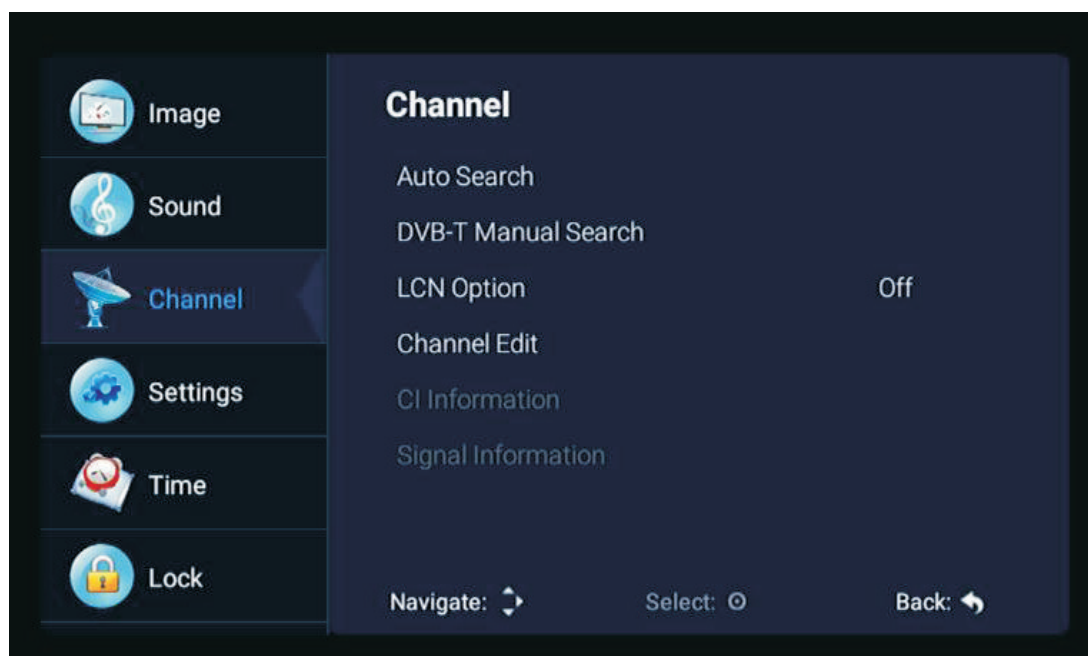 Image
Sound
Channel
Settings
Time
Lock
Channel
Auto Search
DVB-T Manual Search
LCN Option Off
Channel Edit
CI Information
Signal Information
Navigate: Select: Back: